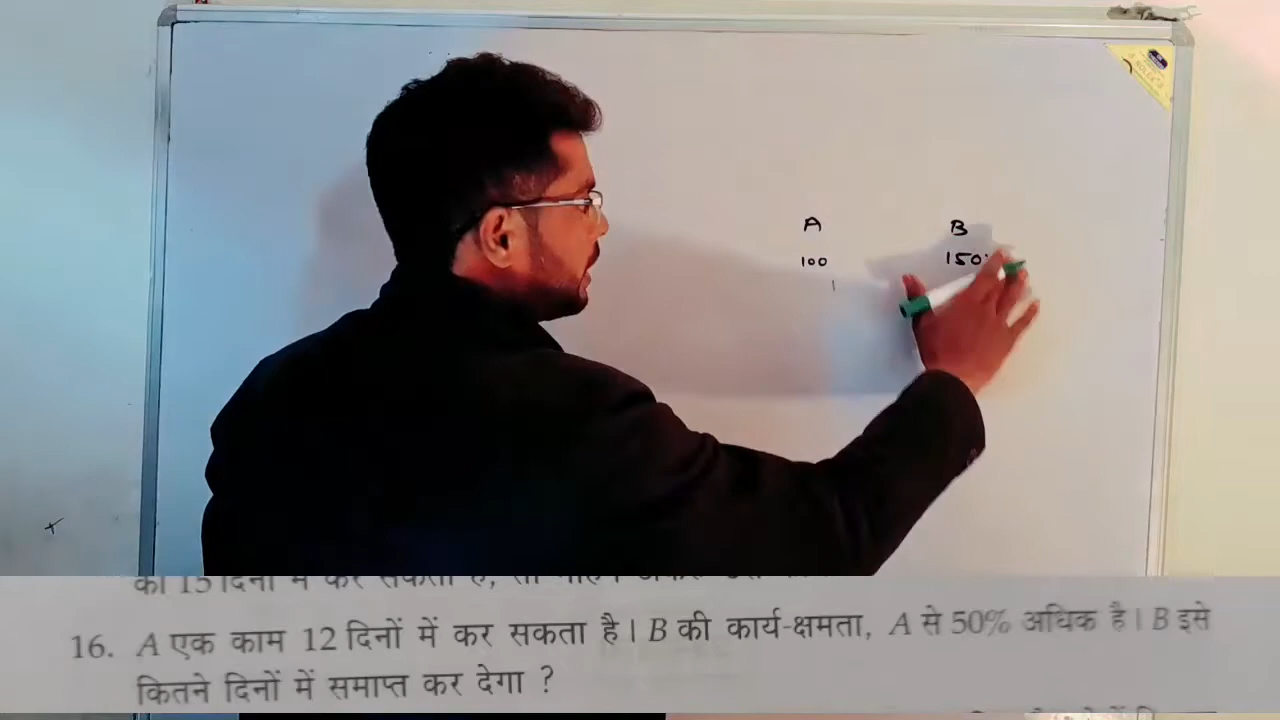 A B
100 150
16. A एक काम 12 दिनों में कर सकता है। B की कार्य-क्षमता, A से 50% अधिक है। B इसे
कितने दिनों में समाप्त कर देगा ?